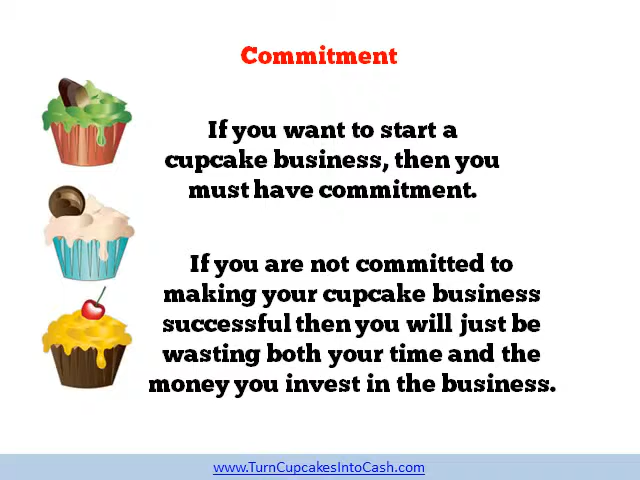 Commitment
If you want to start a
cupcake business, then you
must have commitment.
If you are not committed to
making your cupcake business
successful then you will just be
wasting both your time and the
money you invest in the business.
www.TurnCupcakesIntoCash.com